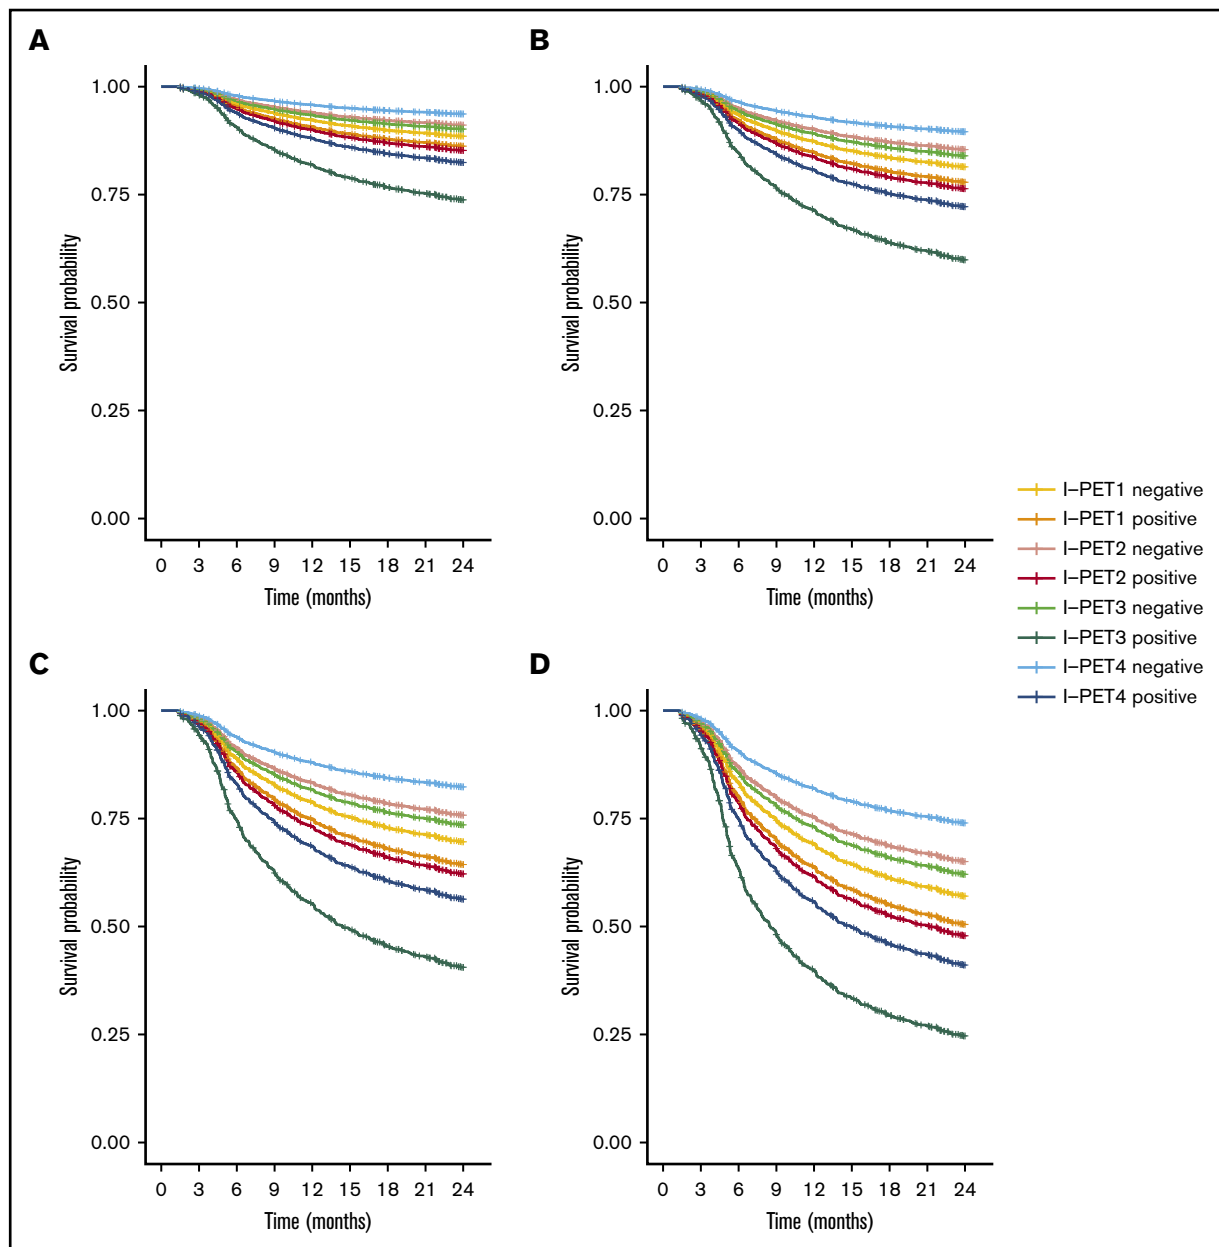 A
1.00
0.75
0.50
0.25
0.00
Survival probability
0 3 6 9 12 15 18 21 24
Time (months)
B
1.00
0.75
0.50
0.25
0.00
Survival probability
0 3 6 9 12 15 18 21 24
Time (months)
I–PET1 negative
I–PET1 positive
I–PET2 negative
I–PET2 positive
I–PET3 negative
I–PET3 positive
I–PET4 negative
I–PET4 positive
C
1.00
0.75
0.50
0.25
0.00
Survival probability
0 3 6 9 12 15 18 21 24
Time (months)
D
1.00
0.75
0.50
0.25
0.00
Survival probability
0 3 6 9 12 15 18 21 24
Time (months)